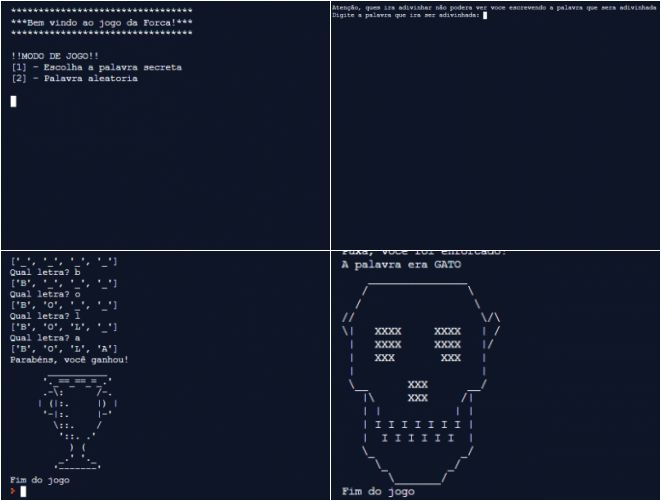 *********************************
***Bem vindo ao jogo da Forca!***
*********************************
!!MODO DE JOGO!!
[1] - Escolha a palavra secreta
[2] - Palavra aleatoria
Atenção, quem ira adivinhar não podera ver voce escrevendo a palavra que sera adivinhada
Digite a palavra que ira ser adivinhada:
['_', '_', '_', '_']
Qual letra? b
['B', '_', '_', '_']
Qual letra? o
['B', 'O', '_', '_']
Qual letra? l
['B', 'O', 'L', '_']
Qual letra? a
['B', 'O', 'L', 'A']
Parabéns, você ganhou!
Fim do jogo
>
Puxa, você foi enforcado!
A palavra era GATO
XXXX XXXX
XXXX XXXX
XXX XXX
XXX
XXX
I I I I I I I
I I I I I I
Fim do jogo